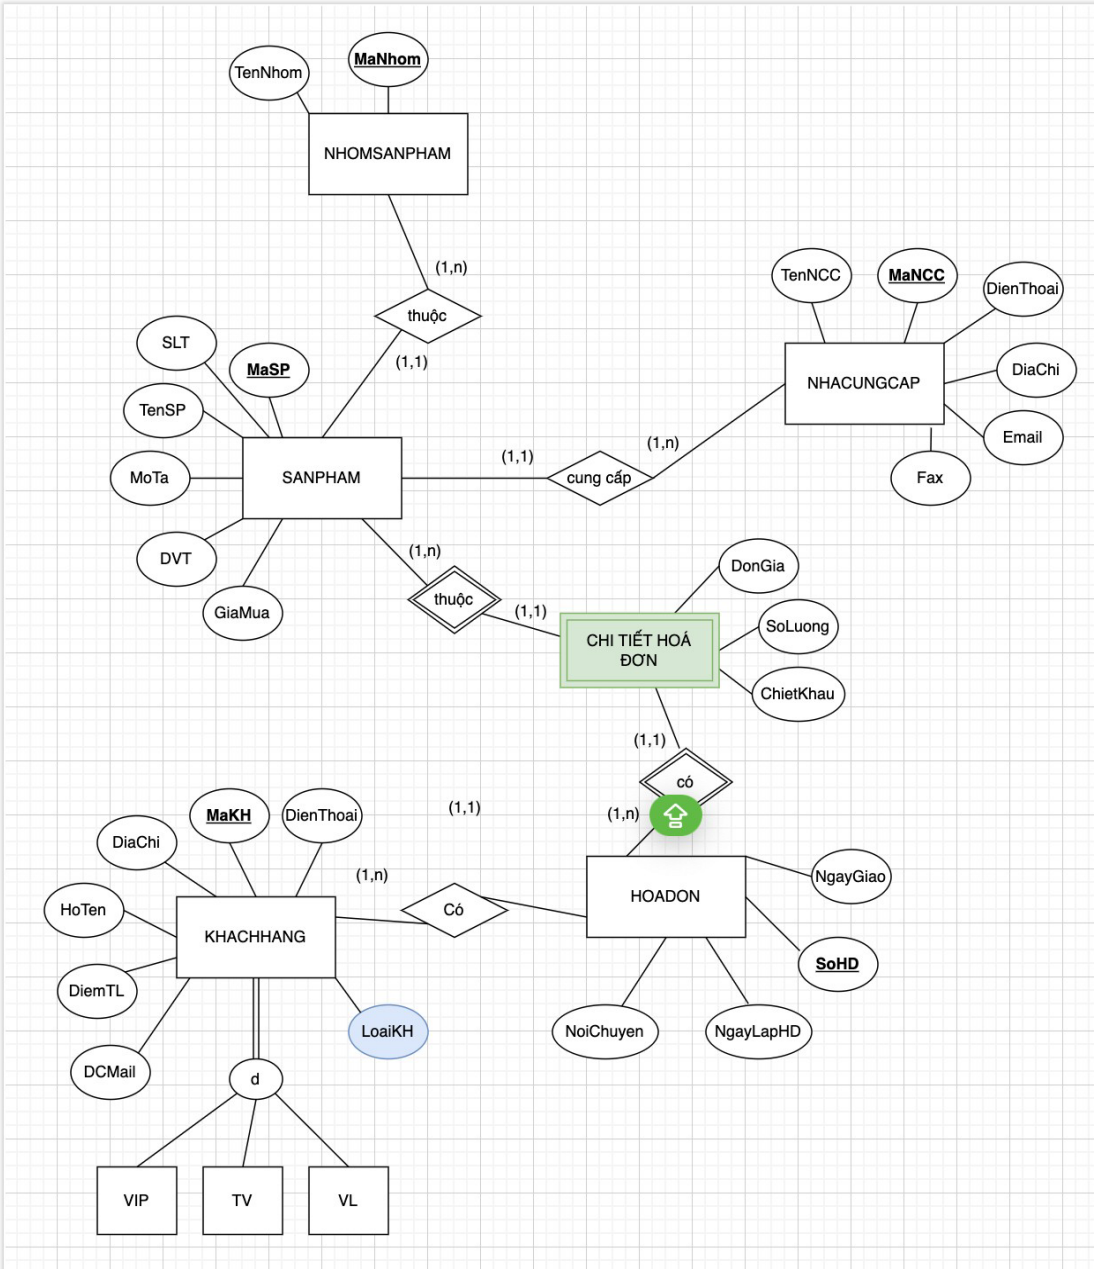 MaNhom
TenNhom
NHOMSANPHAM
(1,n)
thuộc
(1,1)
SLT
MaSP
TenSP
MoTa
DVT
GiaMua
SANPHAM
(1,1)
cung cấp
(1,n)
TenNCC
MaNCC
DienThoai
NHACUNGCAP
DiaChi
Email
Fax
(1,n)
thuộc
(1,1)
DonGia
CHI TIẾT HOÁ
ĐƠN
SoLuong
ChietKhau
(1,1)
có
(1,n)
(1,1)
MaKH
DienThoai
DiaChi
HoTen
(1,n)
Có
KHACHHANG
DiemTL
DCMail
LoaiKH
HOADON
NgayGiao
SoHD
NoiChuyen
NgayLapHD
d
VIP
TV
VL